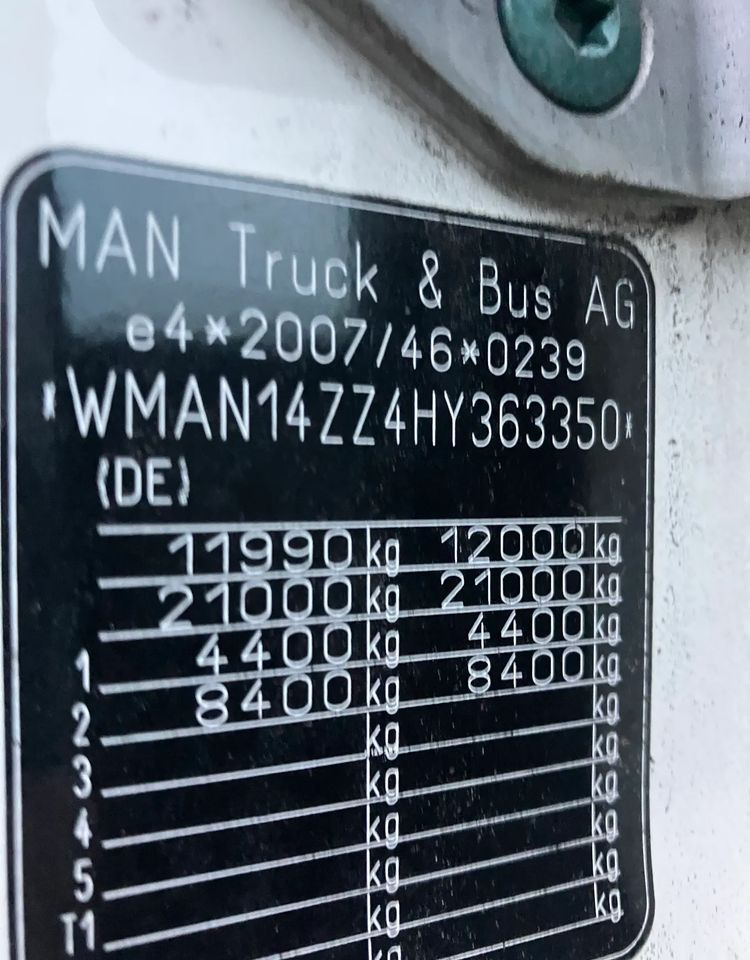 MAN Truck & Bus AG
e4*2007/46*0239
*WMAN14ZZ4HY363350*
(DE)
11990 kg 12000 kg
21000 kg 21000 kg
1 4400 kg 4400 kg
2 8400 kg 8400 kg
3 kg kg
4 kg kg
5 kg kg
T1 kg kg
kg kg